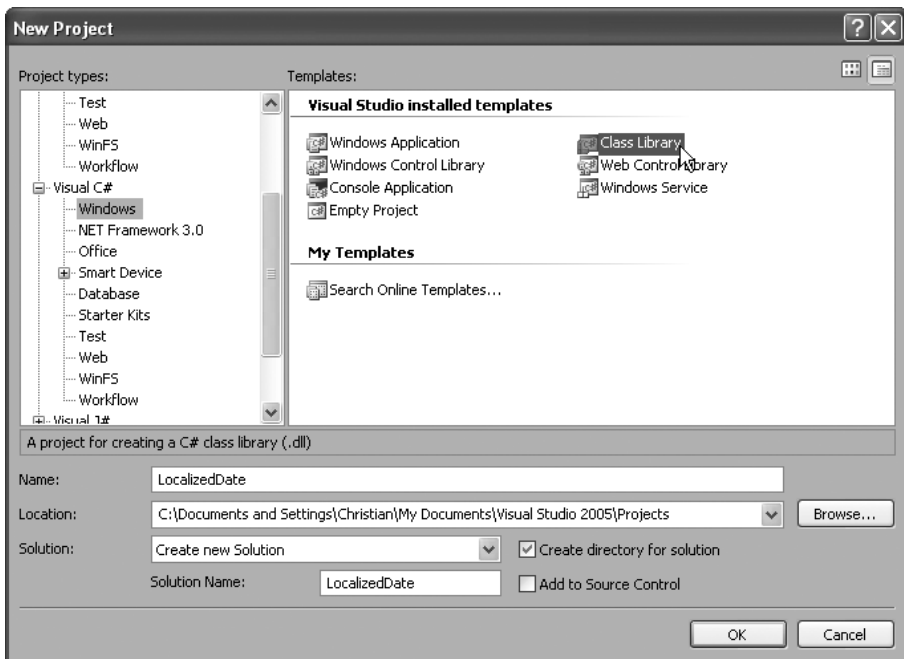 New Project
Project types:
Templates:
Test
Web
WinFS
Workflow
Visual C#
Windows
NET Framework 3.0
Office
Smart Device
Database
Starter Kits
Test
Web
WinFS
Workflow
Visual J#
Visual Studio installed templates
Windows Application
Class Library
Windows Control Library
Web Control Library
Console Application
Windows Service
Empty Project
My Templates
Search Online Templates...
A project for creating a C# class library (.dll)
Name: LocalizedDate
Location: C:\Documents and Settings\Christian\My Documents\Visual Studio 2005\Projects Browse...
Solution: Create new Solution Create directory for solution
Solution Name: LocalizedDate Add to Source Control
OK Cancel